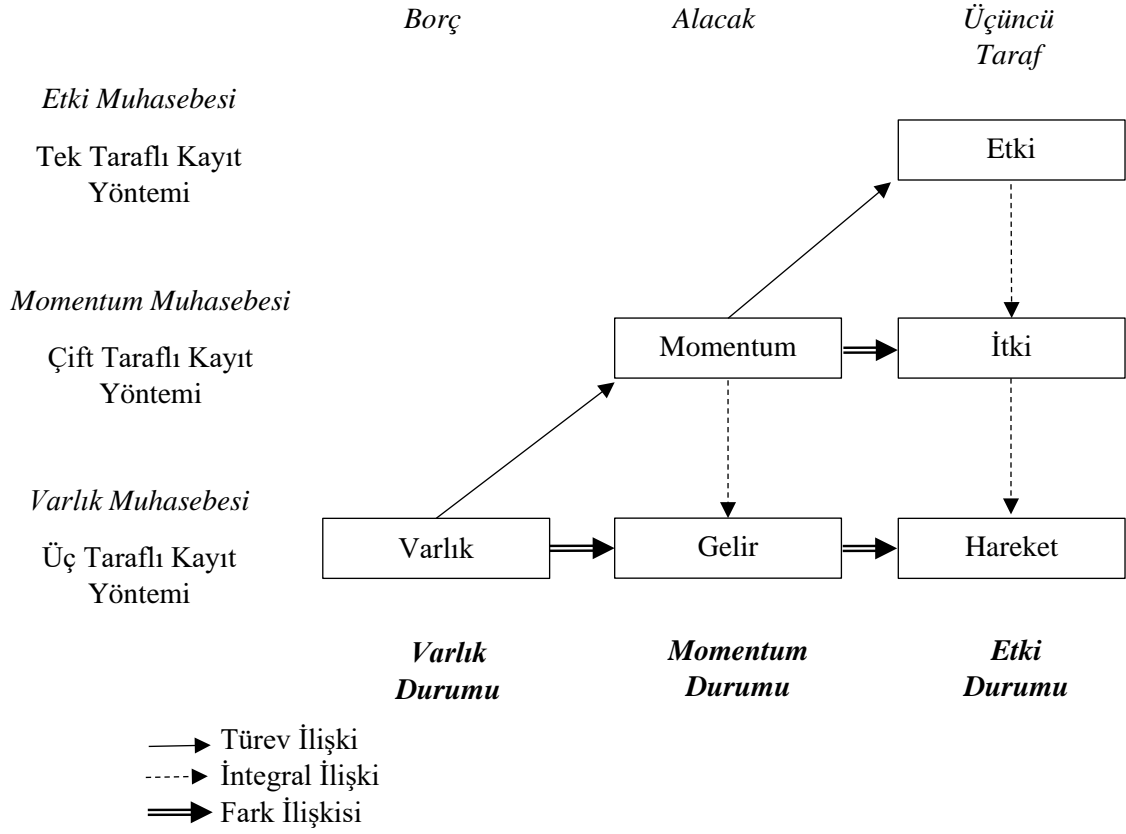 Borç
Alacak
Üçüncü
Taraf
Etki Muhasebesi
Tek Taraflı Kayıt
Yöntemi
Etki
Momentum Muhasebesi
Çift Taraflı Kayıt
Yöntemi
Momentum
İtki
Varlık Muhasebesi
Üç Taraflı Kayıt
Yöntemi
Varlık
Gelir
Hareket
Varlık
Durumu
Momentum
Durumu
Etki
Durumu
Türev İlişki
İntegral İlişki
Fark İlişkisi